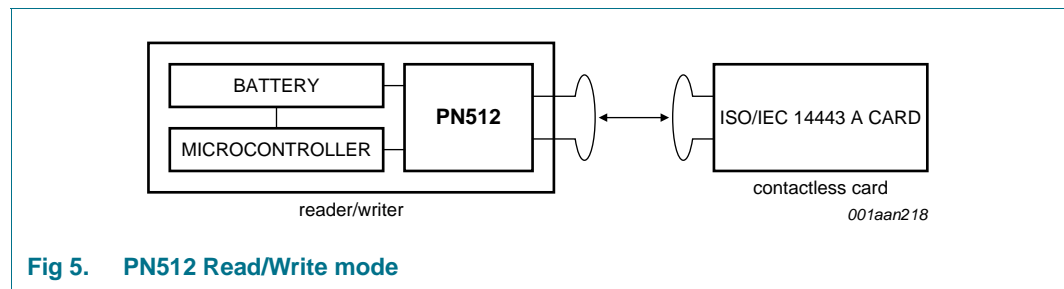 BATTERY
MICROCONTROLLER
PN512
ISO/IEC 14443 A CARD
reader/writer
contactless card
001aan218
Fig 5. PN512 Read/Write mode